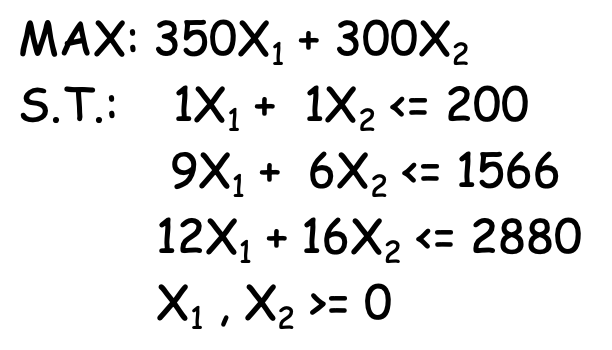 MAX: 350X₁ + 300X₂
S.T.: 1X₁ + 1X₂ <= 200
9X₁ + 6X₂ <= 1566
12X₁ + 16X₂ <= 2880
X₁ , X₂ >= 0